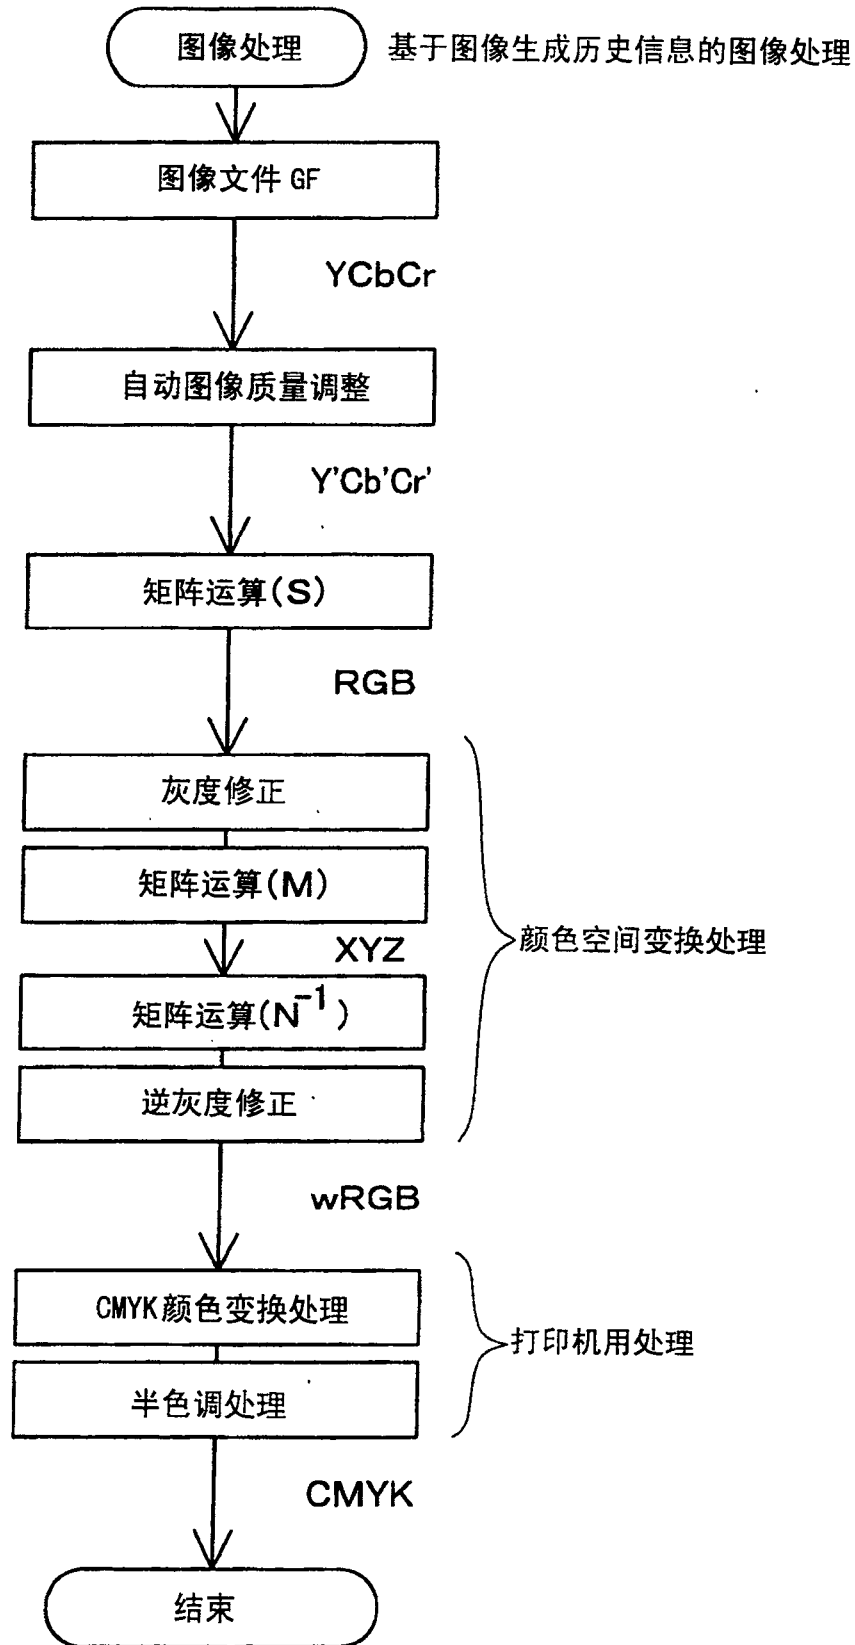 图像处理
基于图像生成历史信息的图像处理
图像文件 GF
YCbCr
自动图像质量调整
Y'Cb'Cr'
矩阵运算(S)
RGB
灰度修正
矩阵运算(M)
XYZ
颜色空间变换处理
矩阵运算(N⁻¹)
逆灰度修正
wRGB
CMYK颜色变换处理
打印机用处理
半色调处理
CMYK
结束